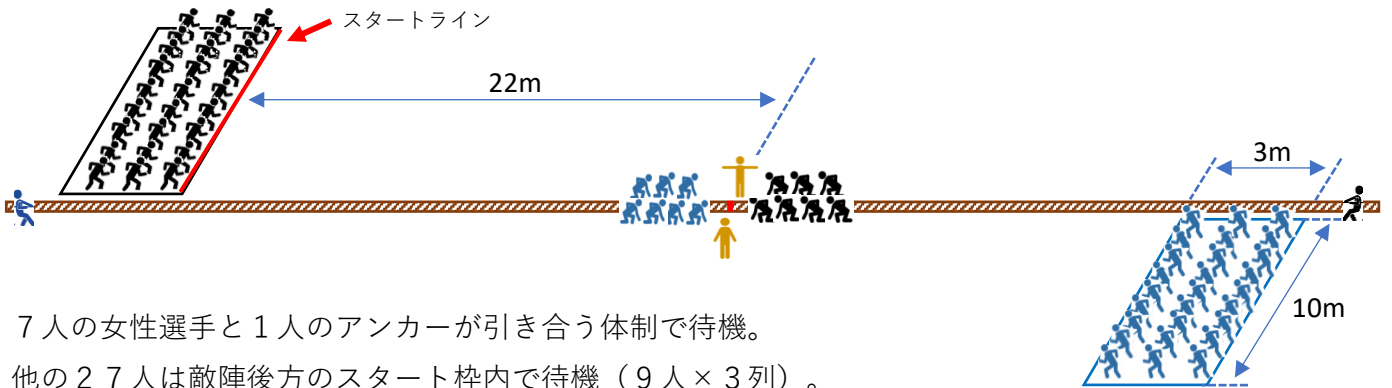 スタートライン
22m
3m
10m
７人の女性選手と１人のアンカーが引き合う体制で待機。
他の２７人は敵陣後方のスタート枠内で待機（９人×３列）。